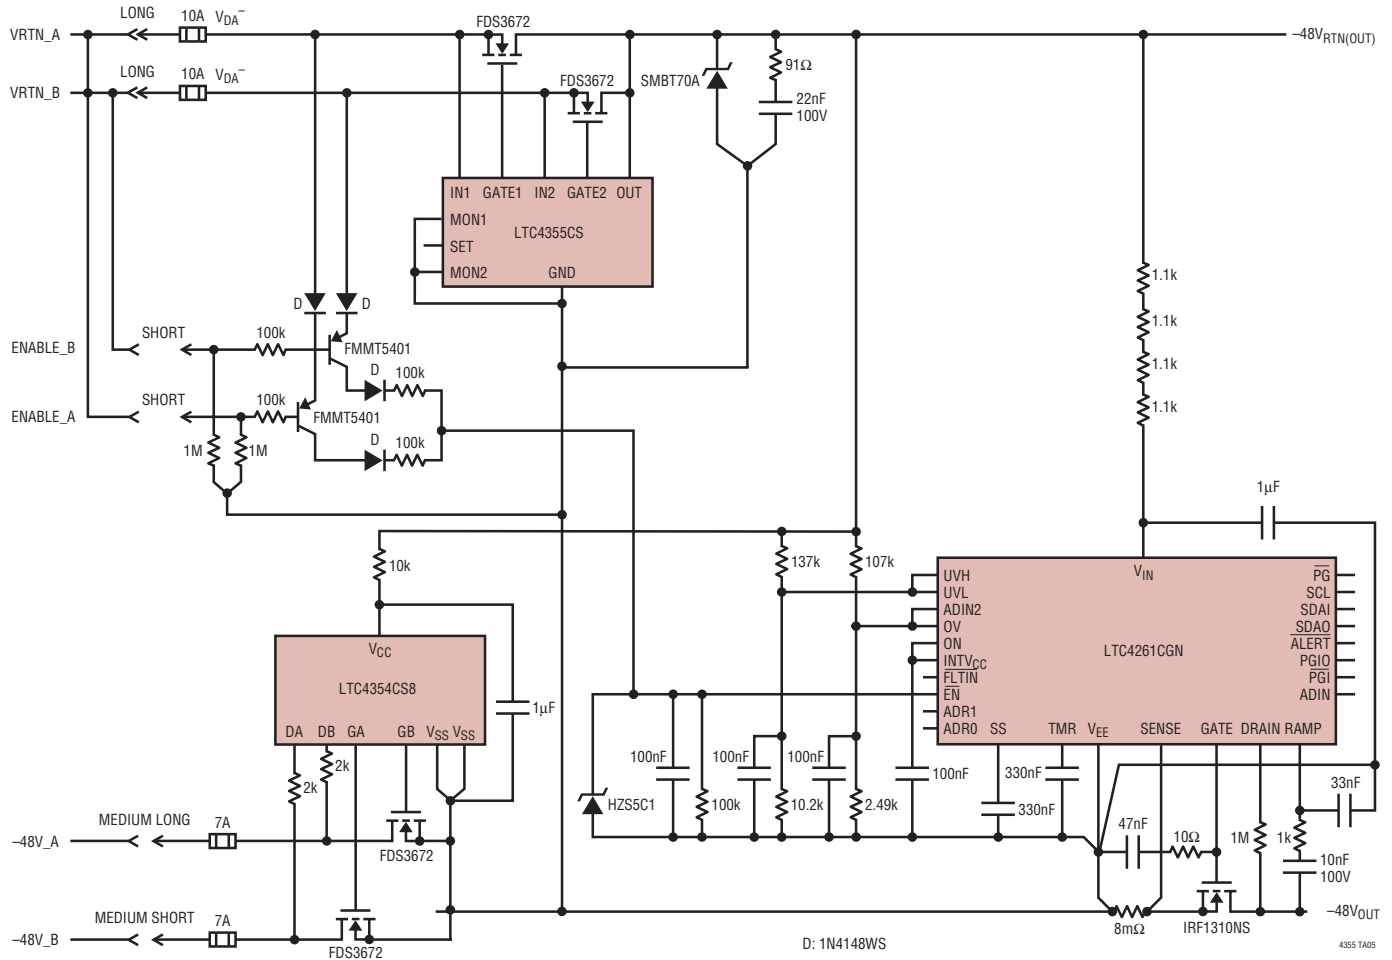 VRTN_A
LONG
10A
VDA–
FDS3672
–48VRTN(OUT)
VRTN_B
LONG
10A
VDA–
FDS3672
SMBT70A
91Ω
22nF
100V
IN1 GATE1 IN2 GATE2 OUT
MON1
SET
MON2
LTC4355CS
GND
1.1k
1.1k
1.1k
1.1k
D
D
ENABLE_B
SHORT
100k
FMMT5401
D
100k
ENABLE_A
SHORT
100k
FMMT5401
D
100k
1M
1M
1µF
10k
137k
107k
VCC
LTC4354CS8
DA DB GA GB VSS VSS
1µF
2k
2k
VIN
UVH
UVL
ADIN2
OV
ON
INTVCC
FLTIN
EN
ADR1
ADR0
LTC4261CGN
PG
SCL
SDAI
SDAO
ALERT
PGIO
PGI
ADIN
SS TMR VEE SENSE GATE DRAIN RAMP
100nF
100nF
100nF
100nF
330nF
330nF
33nF
HZS5C1
100k
10.2k
2.49k
47nF
10Ω
1M
1k
10nF
100V
–48V_A
MEDIUM LONG
7A
FDS3672
–48V_B
MEDIUM SHORT
7A
FDS3672
8mΩ
IRF1310NS
–48VOUT
D: 1N4148WS
4355 TA05